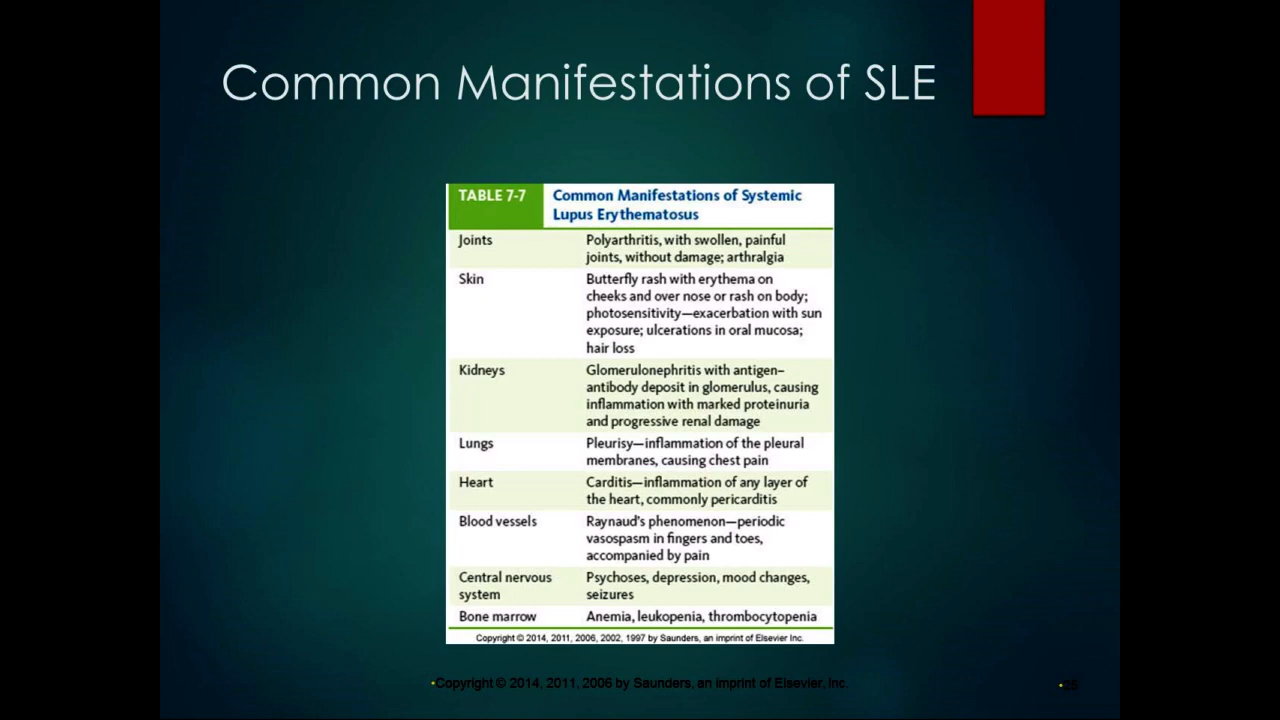 Common Manifestations of SLE
TABLE 7-7
Common Manifestations of Systemic
Lupus Erythematosus
Joints
Polyarthritis, with swollen, painful
joints, without damage; arthralgia
Skin
Butterfly rash with erythema on
cheeks and over nose or rash on body;
photosensitivity—exacerbation with sun
exposure; ulcerations in oral mucosa;
hair loss
Kidneys
Glomerulonephritis with antigen–
antibody deposit in glomerulus, causing
inflammation with marked proteinuria
and progressive renal damage
Lungs
Pleurisy—inflammation of the pleural
membranes, causing chest pain
Heart
Carditis—inflammation of any layer of
the heart, commonly pericarditis
Blood vessels
Raynaud's phenomenon—periodic
vasospasm in fingers and toes,
accompanied by pain
Central nervous
system
Psychoses, depression, mood changes,
seizures
Bone marrow
Anemia, leukopenia, thrombocytopenia
Copyright © 2014, 2011, 2006, 2002, 1997 by Saunders, an imprint of Elsevier Inc.
•Copyright © 2014, 2011, 2006 by Saunders, an imprint of Elsevier, Inc.
•25